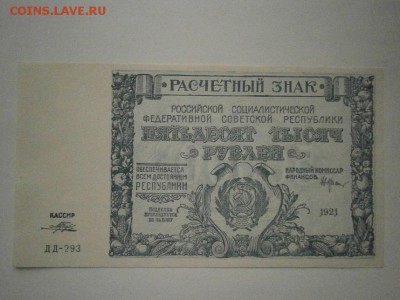 COINS.ЛАVE.RU
РАСЧЕТНЫЙ ЗНАК
РОССИЙСКОЙ СОЦИАЛИСТИЧЕСКОЙ
ФЕДЕРАТИВНОЙ СОВЕТСКОЙ РЕСПУБЛИКИ
ПЯТЬДЕСЯТ ТЫСЯЧ
РУБЛЕЙ
ОБЕСПЕЧИВАЕТСЯ
ВСЕМ ДОСТОЯНИЕМ
РЕСПУБЛИКИ
НАРОДНЫЙ КОМИССАР
ФИНАНСОВ
1921
КАССИР
ДД-293